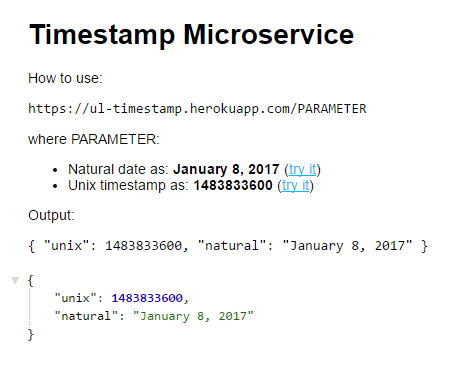 Timestamp Microservice
How to use:
https://ul-timestamp.herokuapp.com/PARAMETER
where PARAMETER:
• Natural date as: January 8, 2017 (try it)
• Unix timestamp as: 1483833600 (try it)
Output:
{ "unix": 1483833600, "natural": "January 8, 2017" }
{
"unix": 1483833600,
"natural": "January 8, 2017"
}